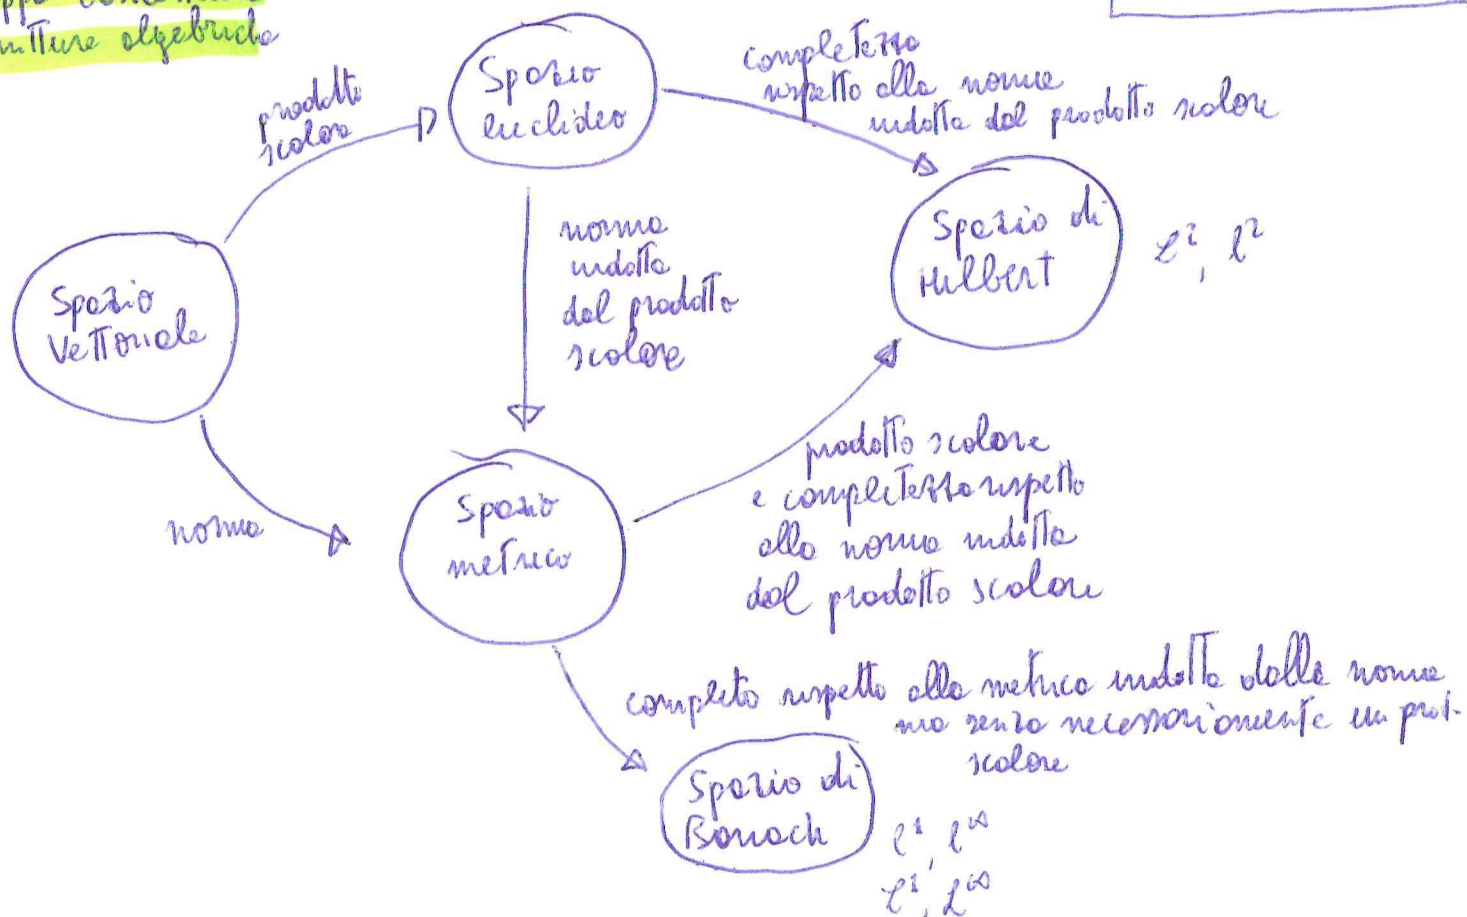 strutture algebriche
prodotto
scalare
Spazio
euclideo
completezza
rispetto alla norma
indotta dal prodotto scalare
Spazio
Vettoriale
norma
indotta
dal prodotto
scalare
Spazio di
Hilbert
L², l²
norma
Spazio
metrico
prodotto scalare
e completezza rispetto
alla norma indotta
dal prodotto scalare
completo rispetto alla metrica indotta dalla norma
ma senza necessariamente un prod.
scalare
Spazio di
Banach
l¹, l∞
L¹, L∞